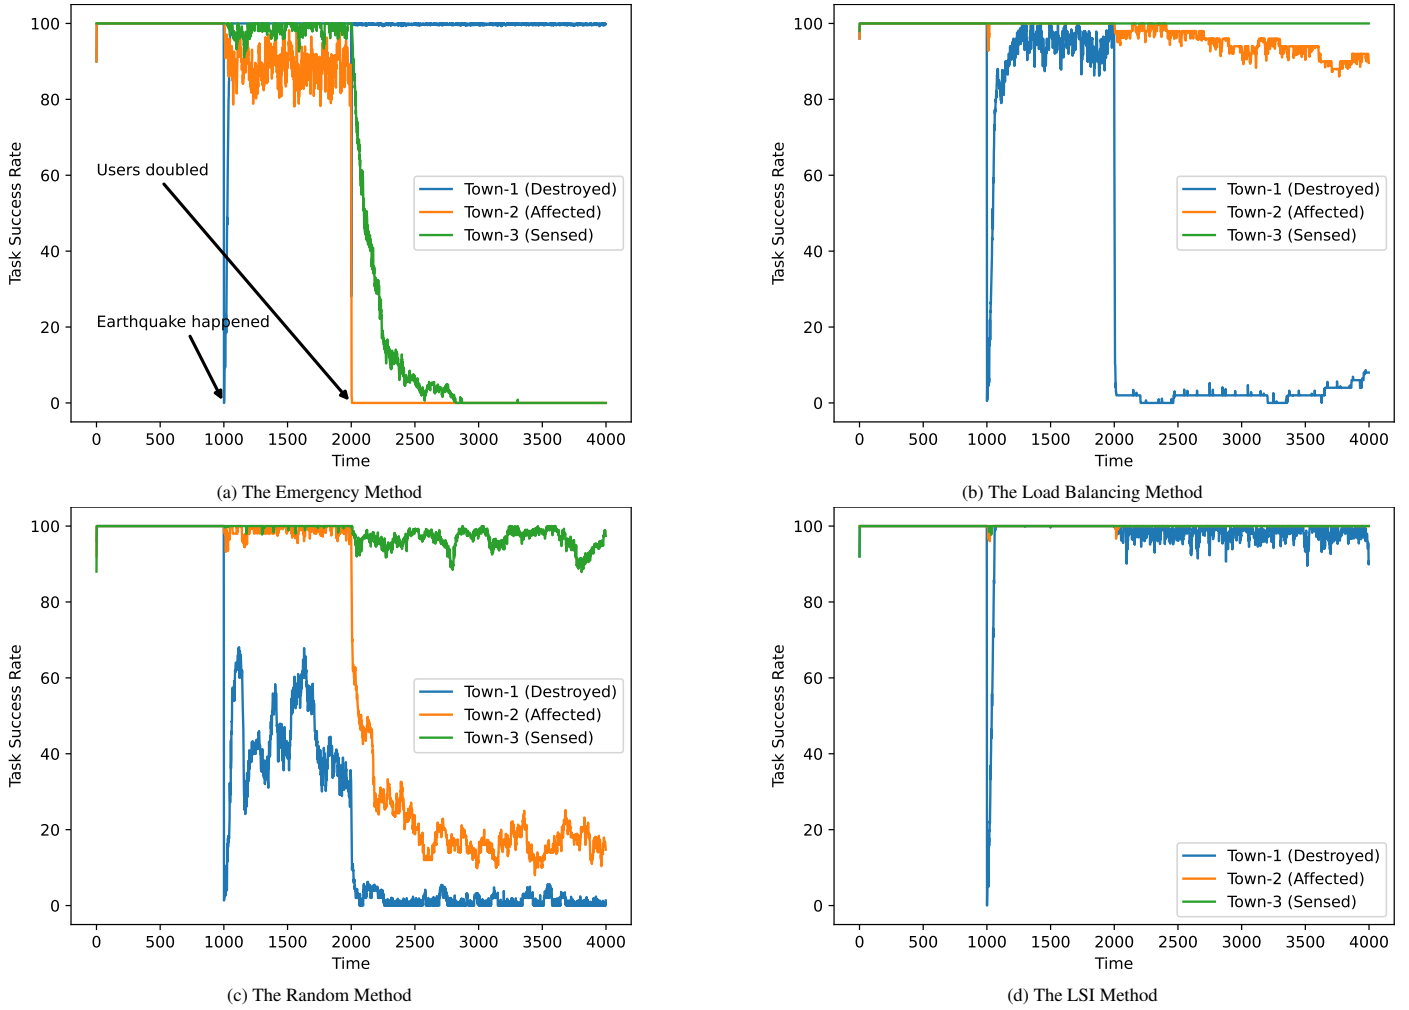 100
80
60
40
20
0
Task Success Rate
Users doubled
Earthquake happened
Town-1 (Destroyed)
Town-2 (Affected)
Town-3 (Sensed)
0 500 1000 1500 2000 2500 3000 3500 4000
Time
(a) The Emergency Method
100
80
60
40
20
0
Task Success Rate
Town-1 (Destroyed)
Town-2 (Affected)
Town-3 (Sensed)
0 500 1000 1500 2000 2500 3000 3500 4000
Time
(b) The Load Balancing Method
100
80
60
40
20
0
Task Success Rate
Town-1 (Destroyed)
Town-2 (Affected)
Town-3 (Sensed)
0 500 1000 1500 2000 2500 3000 3500 4000
Time
(c) The Random Method
100
80
60
40
20
0
Task Success Rate
Town-1 (Destroyed)
Town-2 (Affected)
Town-3 (Sensed)
0 500 1000 1500 2000 2500 3000 3500 4000
Time
(d) The LSI Method